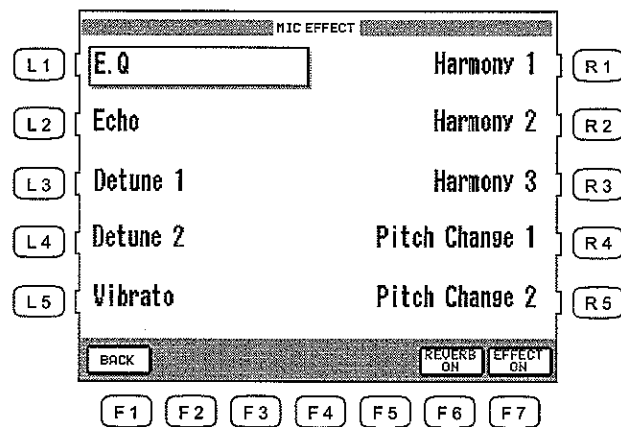 MIC EFFECT
L1 E.Q Harmony 1 R1
L2 Echo Harmony 2 R2
L3 Detune 1 Harmony 3 R3
L4 Detune 2 Pitch Change 1 R4
L5 Vibrato Pitch Change 2 R5
BACK REVERB ON EFFECT ON
F1 F2 F3 F4 F5 F6 F7